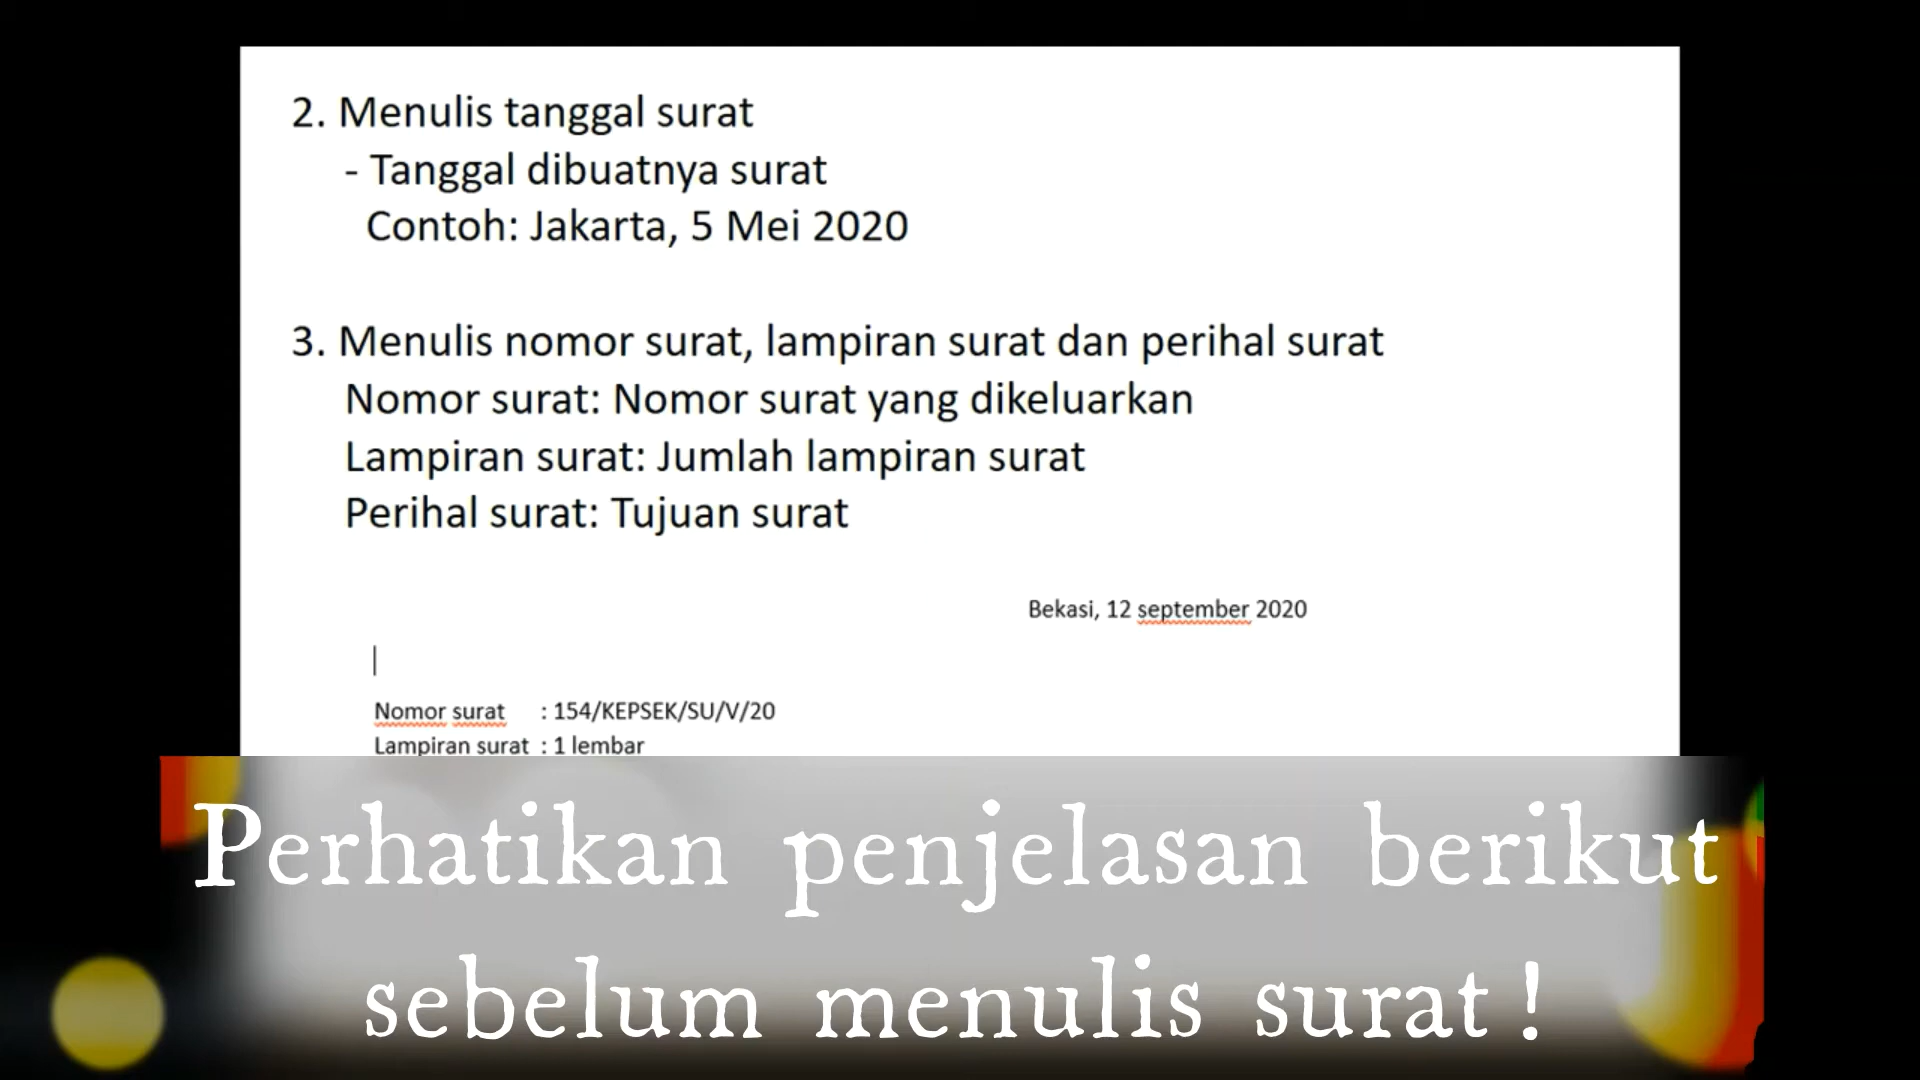 2. Menulis tanggal surat
- Tanggal dibuatnya surat
Contoh: Jakarta, 5 Mei 2020
3. Menulis nomor surat, lampiran surat dan perihal surat
Nomor surat: Nomor surat yang dikeluarkan
Lampiran surat: Jumlah lampiran surat
Perihal surat: Tujuan surat
Bekasi, 12 september 2020
Nomor surat : 154/KEPSEK/SU/V/20
Lampiran surat : 1 lembar
Perhatikan penjelasan berikut
sebelum menulis surat !